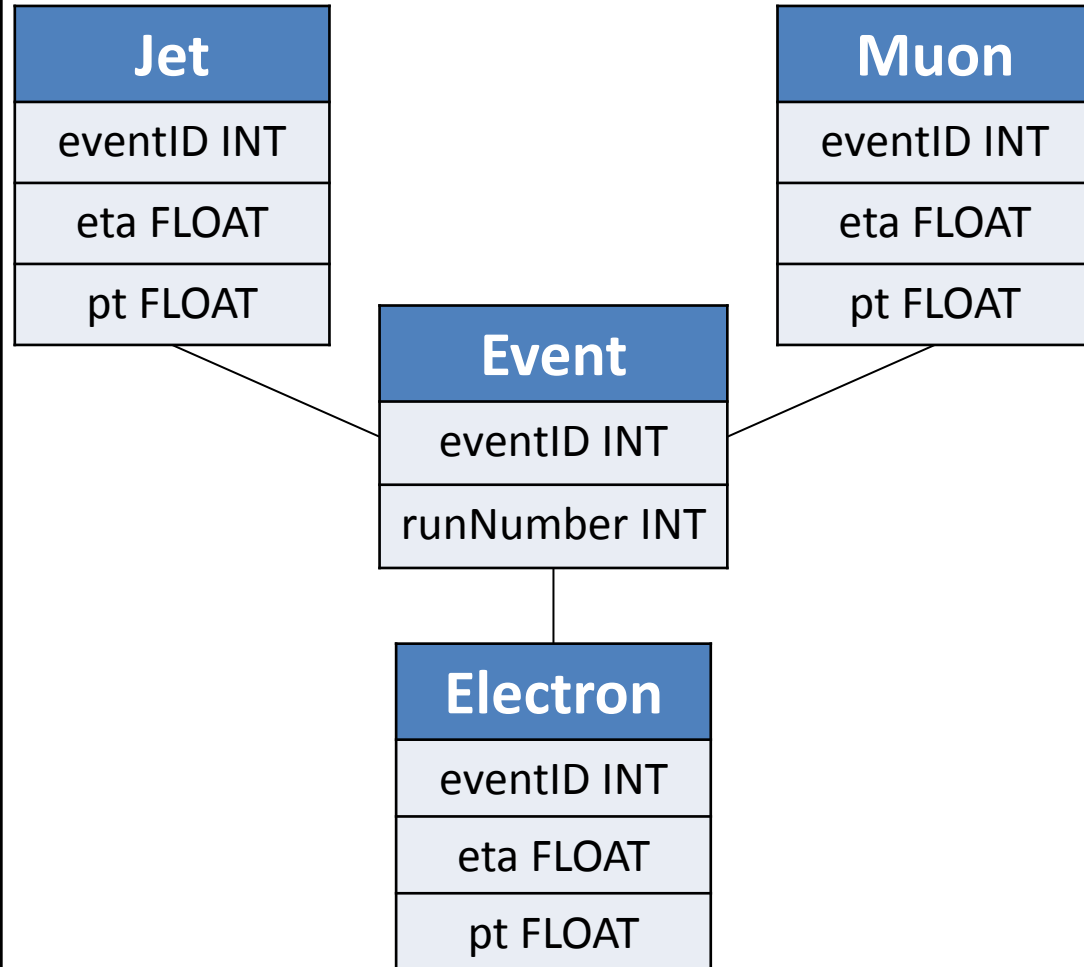 Jet
eventID INT
eta FLOAT
pt FLOAT
Muon
eventID INT
eta FLOAT
pt FLOAT
Event
eventID INT
runNumber INT
Electron
eventID INT
eta FLOAT
pt FLOAT